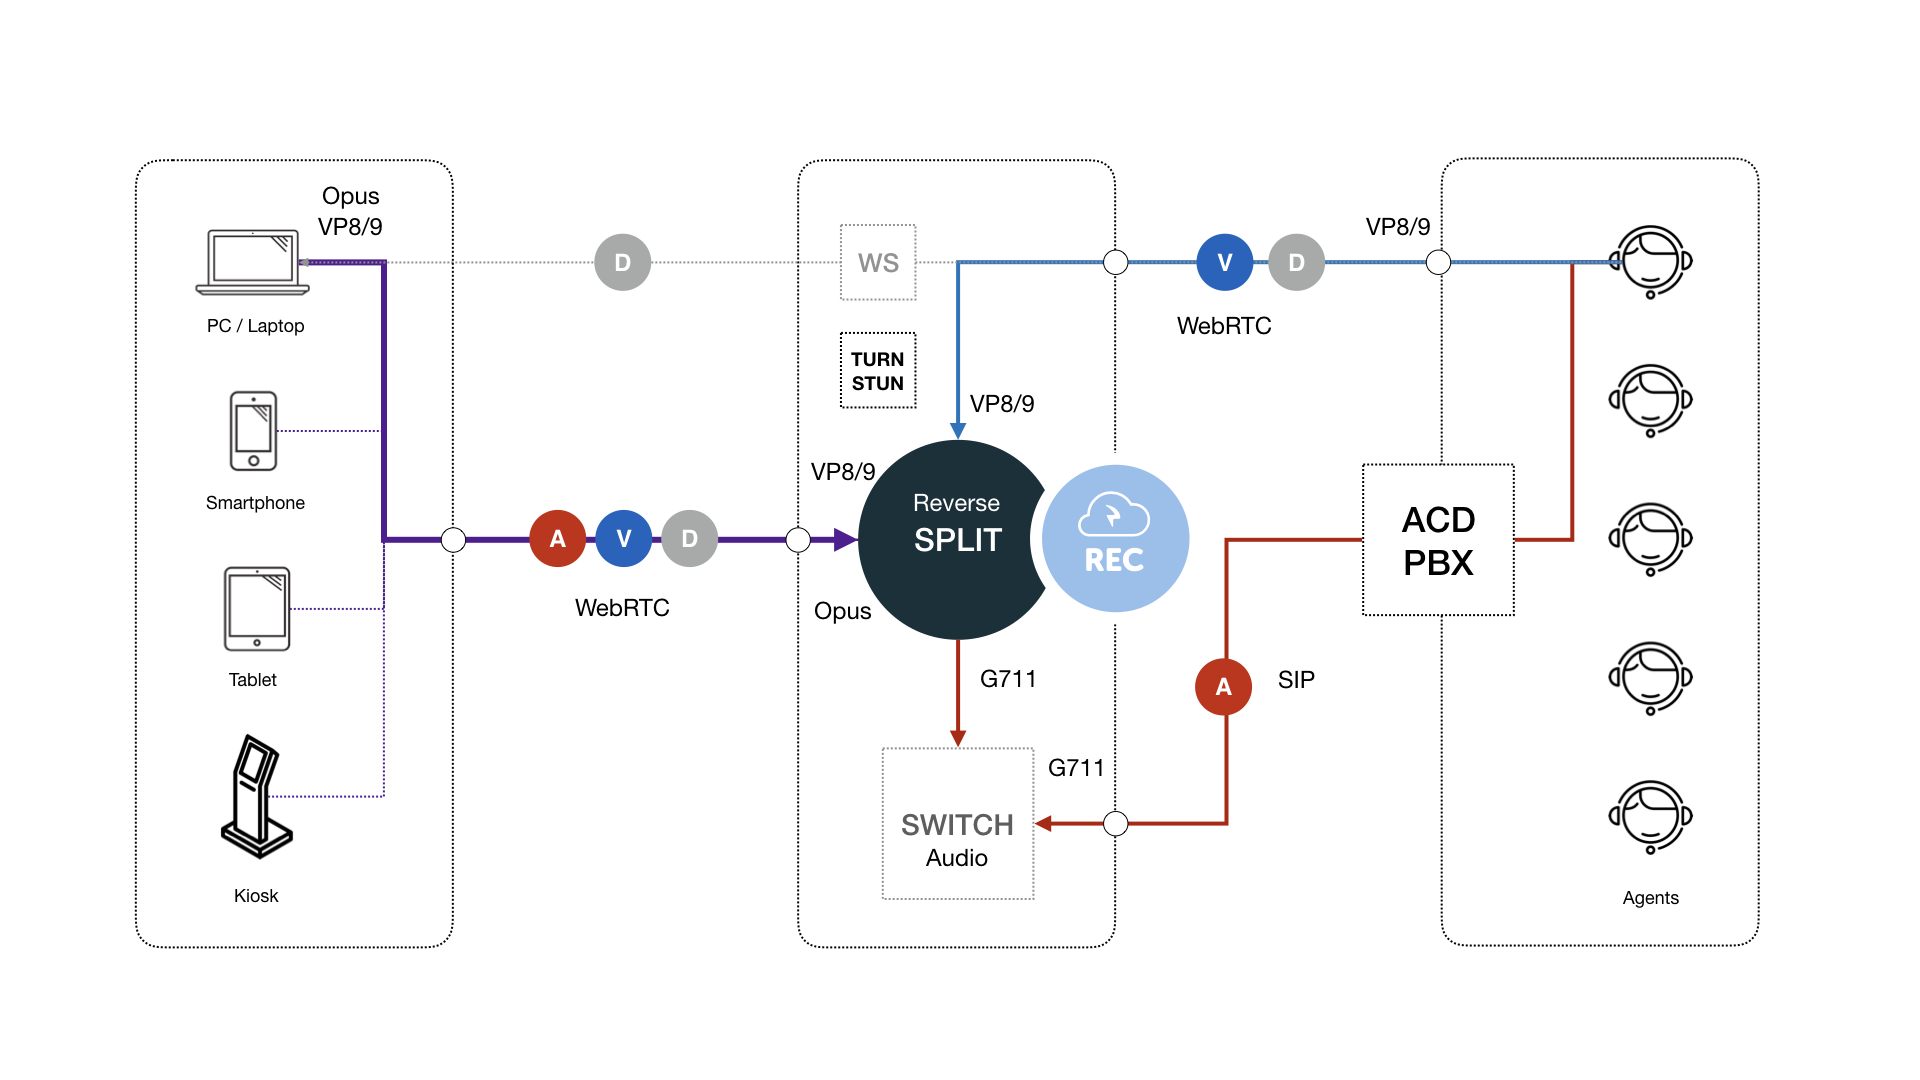 Opus
VP8/9
PC / Laptop
Smartphone
Tablet
Kiosk
D
A
V
D
WebRTC
WS
TURN
STUN
VP8/9
VP8/9
Reverse
SPLIT
REC
Opus
G711
SWITCH
Audio
G711
V
D
WebRTC
VP8/9
A
SIP
ACD
PBX
Agents